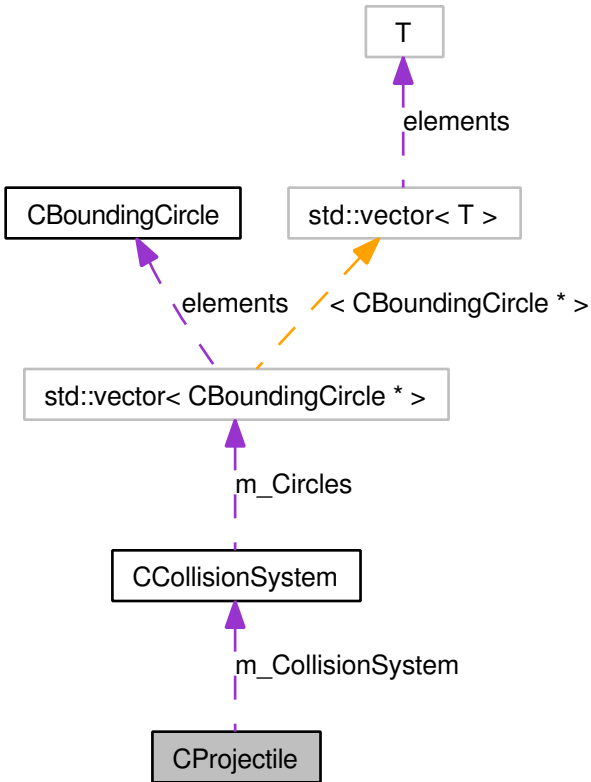 T
elements
CBoundingCircle
std::vector< T >
elements
< CBoundingCircle * >
std::vector< CBoundingCircle * >
m_Circles
CCollisionSystem
m_CollisionSystem
CProjectile